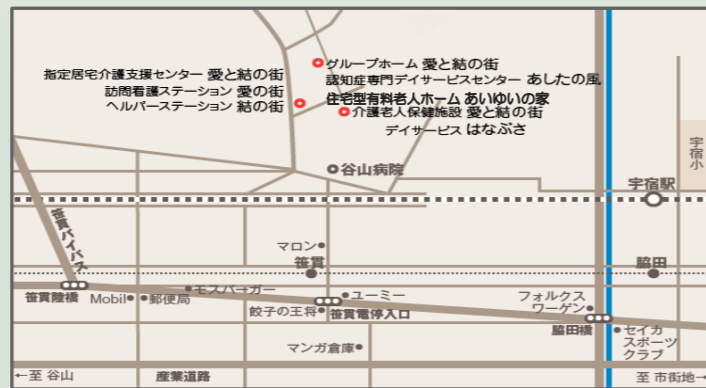 グループホーム 愛と結の街
認知症専門デイサービスセンター あしたの風
指定居宅介護支援センター 愛と結の街
訪問看護ステーション 愛の街
ヘルパーステーション 結の街
住宅型有料老人ホーム あいゆいの家
介護老人保健施設 愛と結の街
デイサービス はなぶさ
宇宿小
谷山病院
宇宿駅
笹貫バイパス
マロン
笹貫
脇田
笹貫陸橋
Mobil
郵便局
モスバーガー
ユーミー
餃子の王将
笹貫電停入口
フォルクス
ワーゲン
脇田橋
セイカ
スポーツ
クラブ
マンガ倉庫
←至 谷山
産業道路
至 市街地→